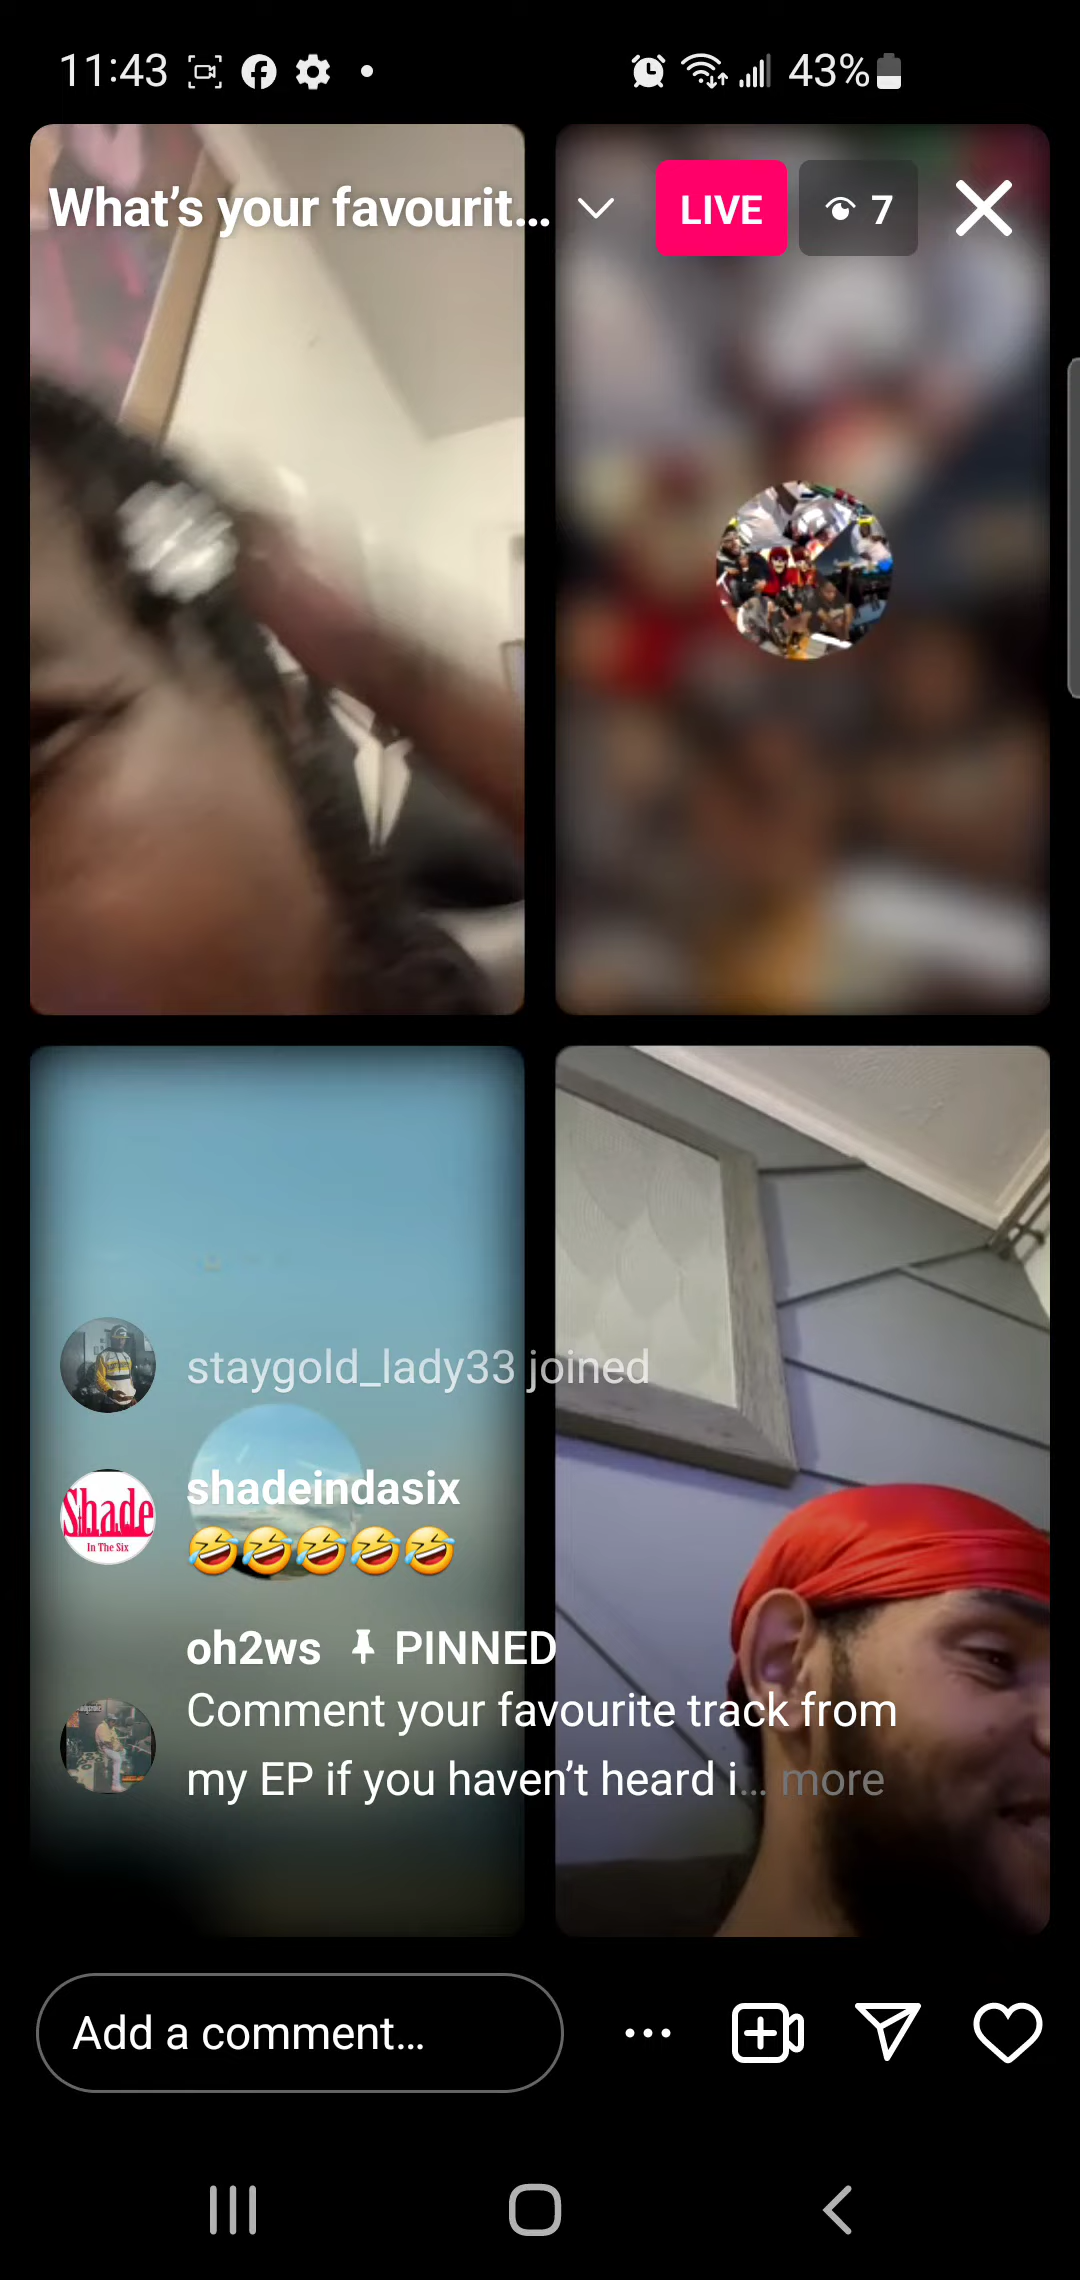 11:43
43%
What’s your favourit...
LIVE
7
staygold_lady33 joined
Shade
In The Six
shadeindasix
🤣🤣🤣🤣🤣
oh2ws PINNED
Comment your favourite track from
my EP if you haven’t heard i... more
Add a comment...